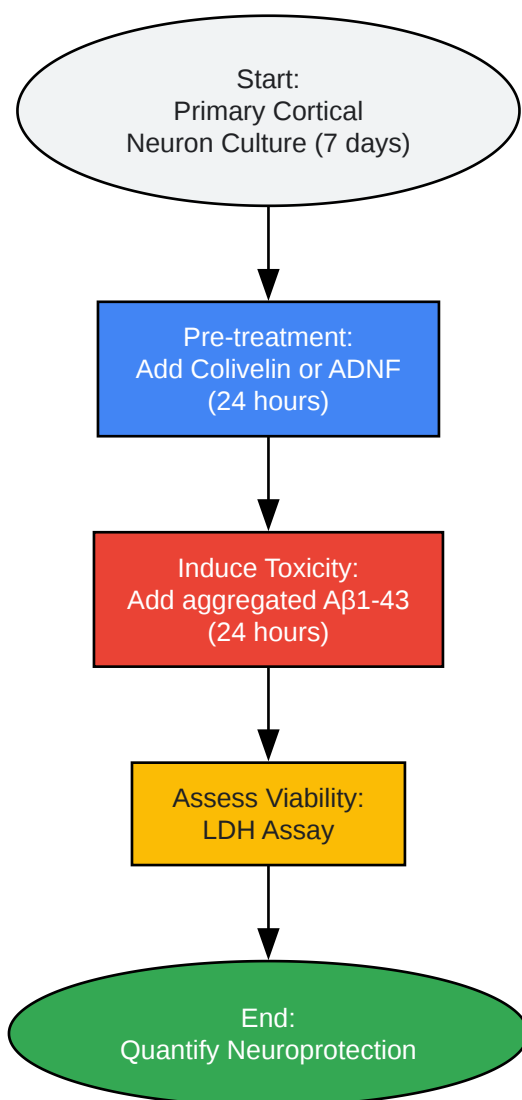 Start:
Primary Cortical
Neuron Culture (7 days)
Pre-treatment:
Add Colivelin or ADNF
(24 hours)
Induce Toxicity:
Add aggregated Aβ1-43
(24 hours)
Assess Viability:
LDH Assay
End:
Quantify Neuroprotection